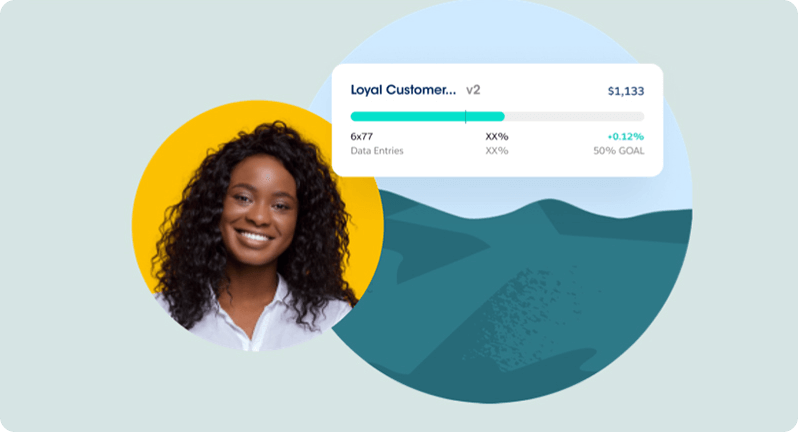 Loyal Customer... v2 $1,133
6x77 XX% +0.12%
Data Entries XX% 50% GOAL